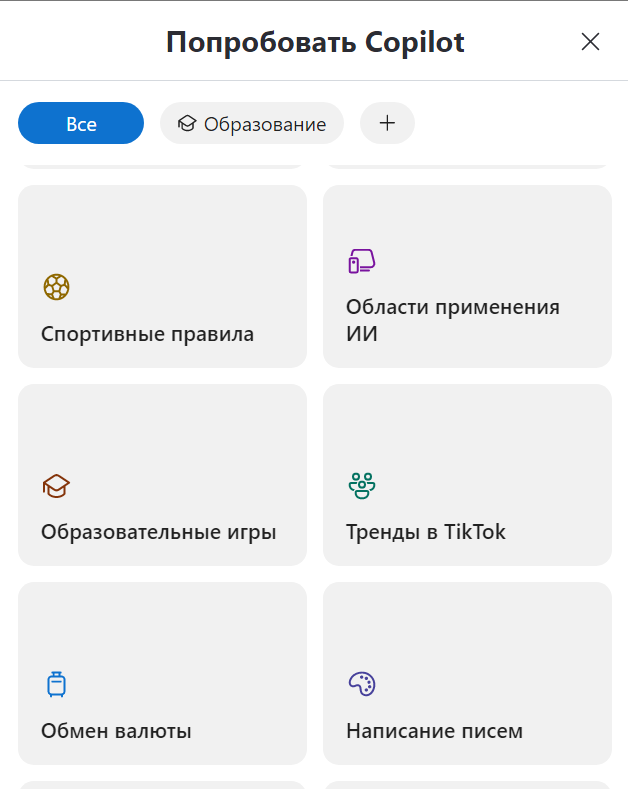 Попробовать Copilot
Все
Образование
Спортивные правила
Области применения
ИИ
Образовательные игры
Тренды в TikTok
Обмен валюты
Написание писем